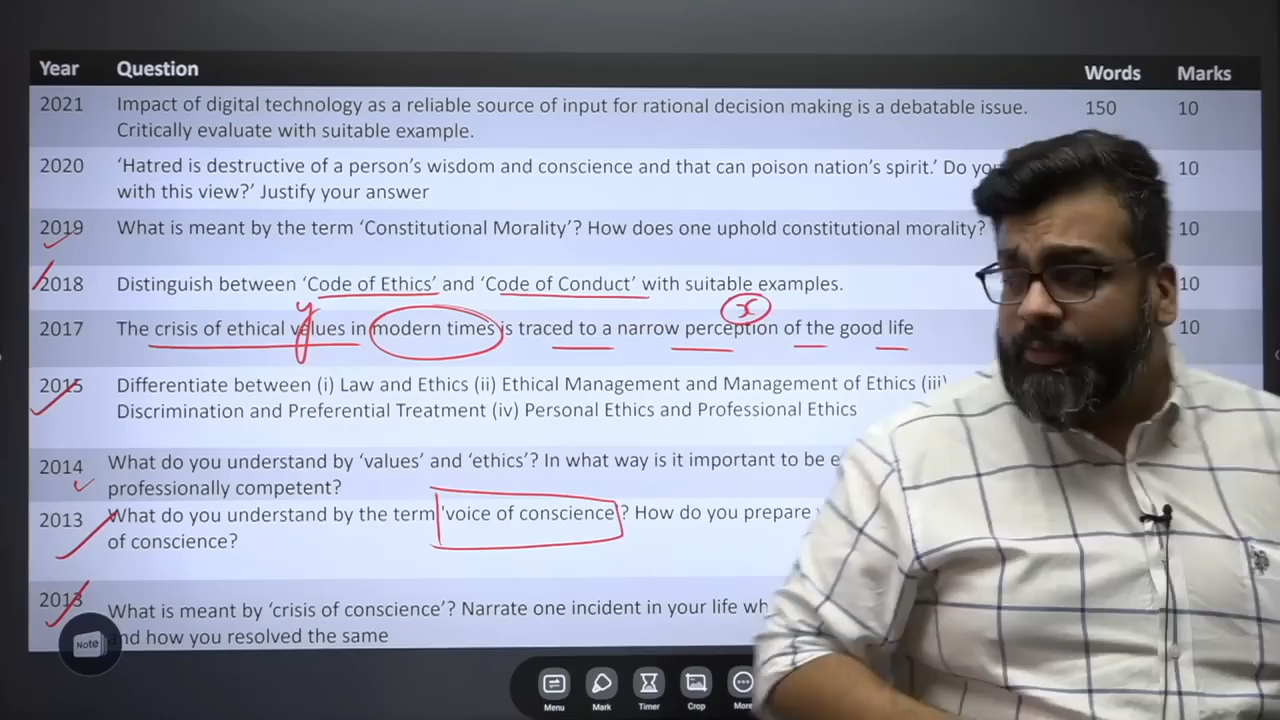 Year Question Words Marks
2021 Impact of digital technology as a reliable source of input for rational decision making is a debatable issue. 150 10
Critically evaluate with suitable example.
2020 ‘Hatred is destructive of a person’s wisdom and conscience and that can poison nation’s spirit.’ Do 10
with this view?’ Justify your answer
2019 What is meant by the term ‘Constitutional Morality’? How does one uphold constitutional morality? 10
2018 Distinguish between ‘Code of Ethics’ and ‘Code of Conduct’ with suitable examples. 10
y x
2017 The crisis of ethical values in modern times is traced to a narrow perception of the good life 10
2015 Differentiate between (i) Law and Ethics (ii) Ethical Management and Management of Ethics (iii)
Discrimination and Preferential Treatment (iv) Personal Ethics and Professional Ethics
2014 What do you understand by ‘values’ and ‘ethics’? In what way is it important to be
professionally competent?
2013 What do you understand by the term 'voice of conscience'? How do you prepare
of conscience?
2013 What is meant by ‘crisis of conscience’? Narrate one incident in your life
and how you resolved the same
Note
Menu Mark Timer Crop More